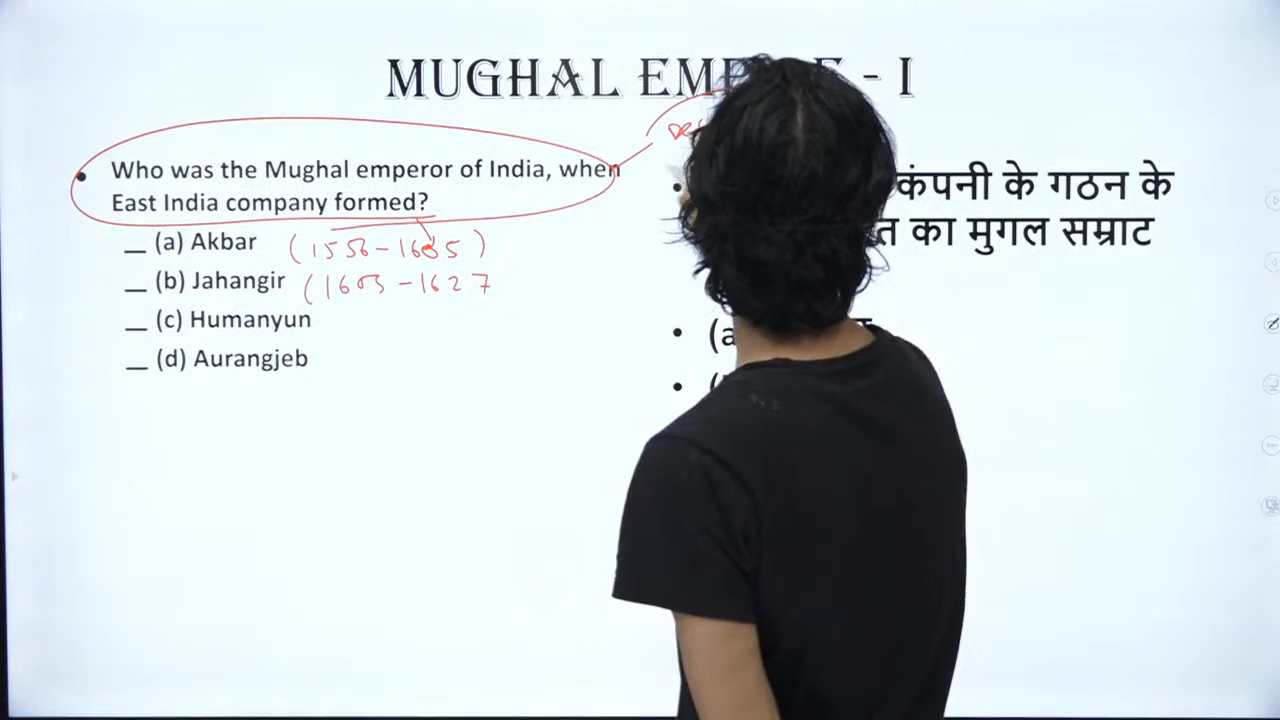 MUGHAL EMP - I
Who was the Mughal emperor of India, when
East India company formed?
(a) Akbar (1556-1605)
(b) Jahangir (1605-1627
(c) Humanyun
(d) Aurangjeb
कंपनी के गठन के
का मुगल सम्राट